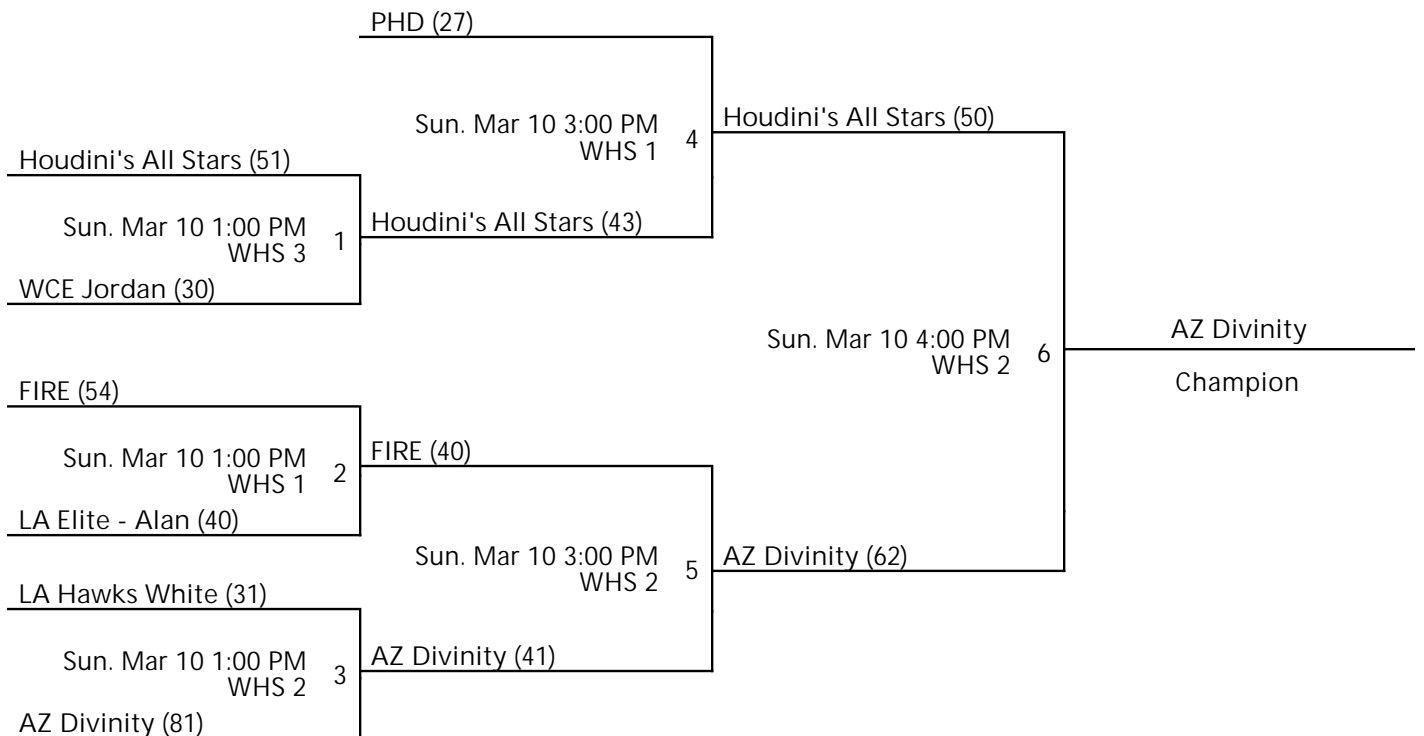 PHD (27)
Sun. Mar 10 3:00 PM
WHS 1
4
Houdini's All Stars (50)
Houdini's All Stars (51)
Sun. Mar 10 1:00 PM
WHS 3
1
Houdini's All Stars (43)
WCE Jordan (30)
Sun. Mar 10 4:00 PM
WHS 2
6
AZ Divinity
Champion
FIRE (54)
Sun. Mar 10 1:00 PM
WHS 1
2
FIRE (40)
LA Elite - Alan (40)
Sun. Mar 10 3:00 PM
WHS 2
5
AZ Divinity (62)
LA Hawks White (31)
Sun. Mar 10 1:00 PM
WHS 2
3
AZ Divinity (41)
AZ Divinity (81)